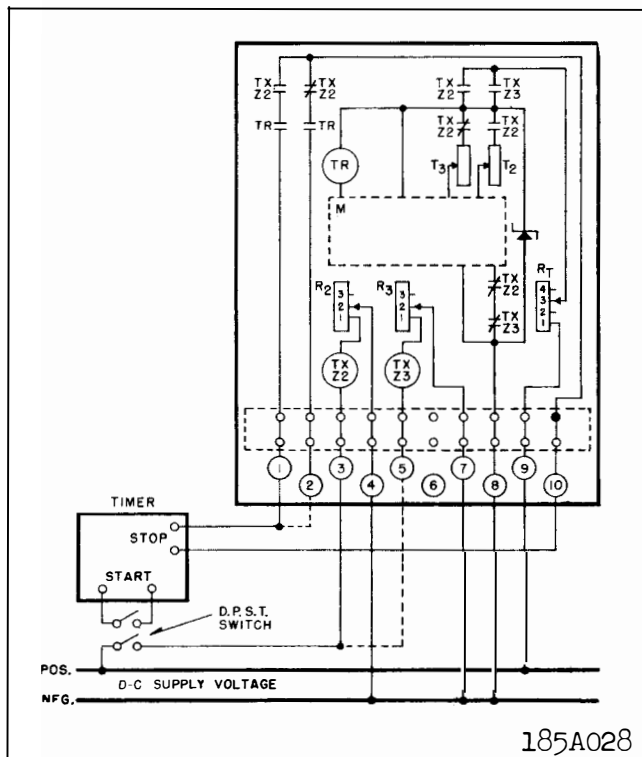 TX TX TX TX
Z2 Z2 Z2 Z3
TR TR TX TX
Z2 Z2
TR T3 T2
M
TX
Z2
R2 3 2 1 R3 3 2 1 TX
Z3 RT 4 3 2 1
TX
Z2 TX
Z3
1 2 3 4 5 6 7 8 9 10
TIMER
STOP
START
D.P.S.T.
SWITCH
POS.
D-C SUPPLY VOLTAGE
NEG.
185A028